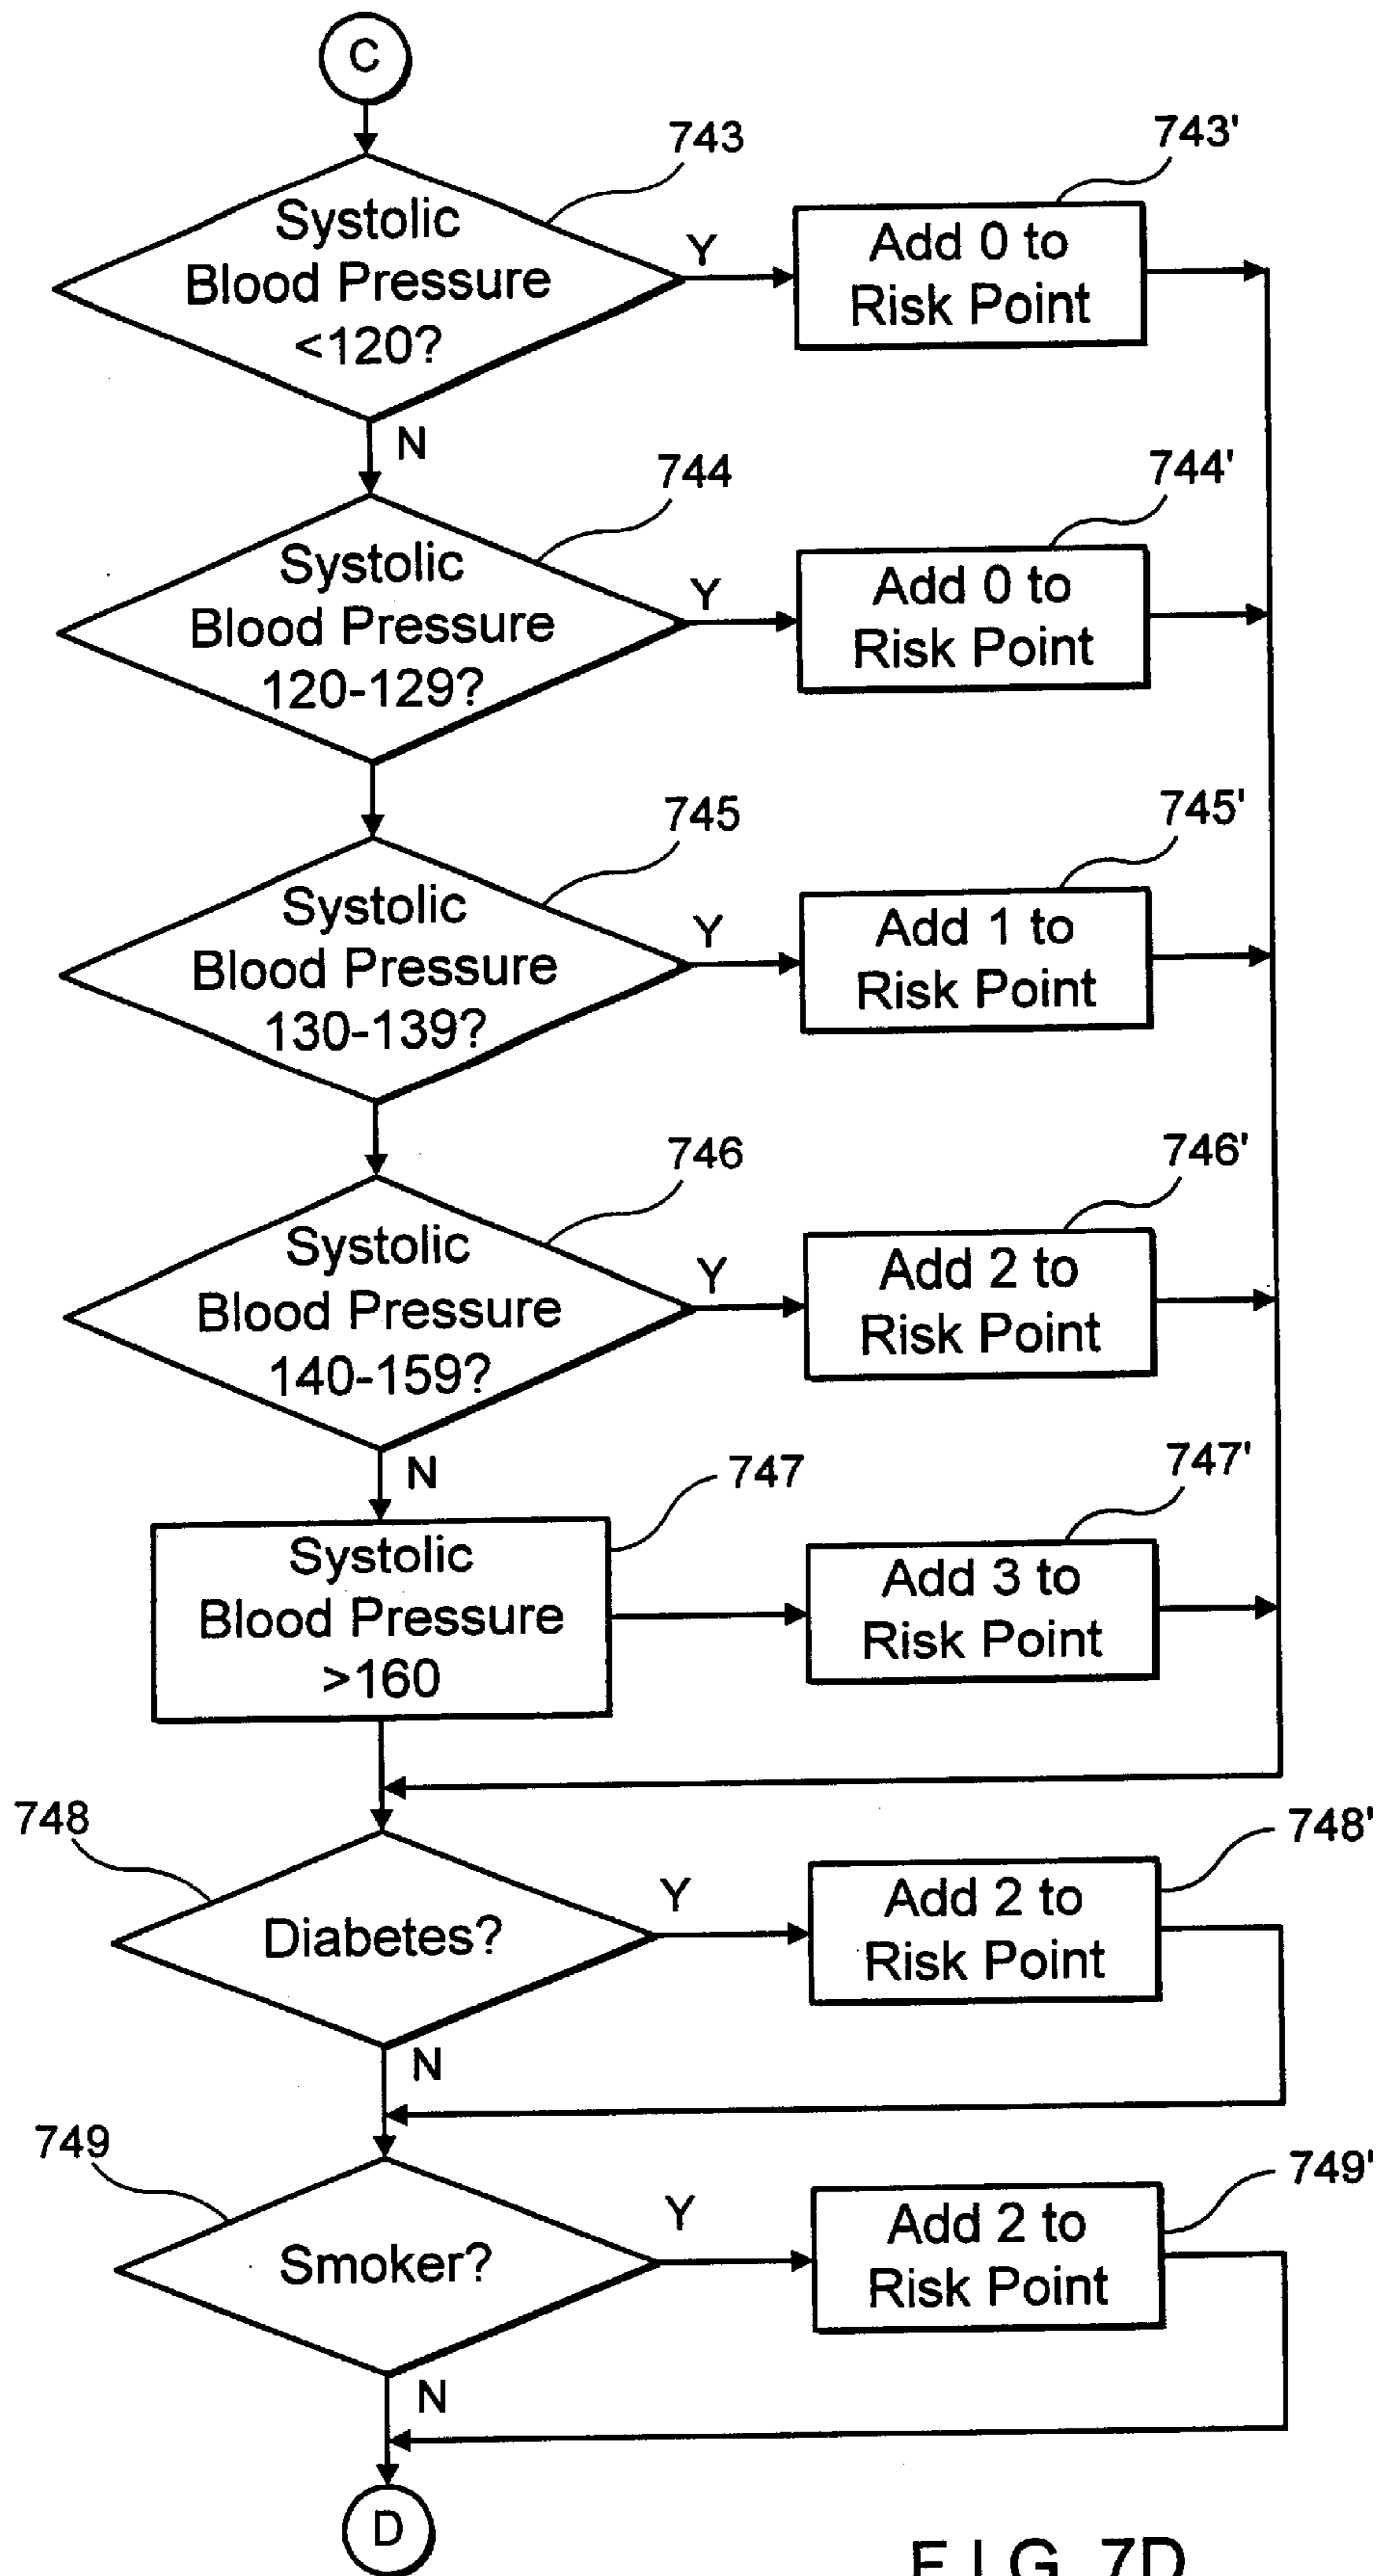 C
743
743'
Systolic
Blood Pressure
<120?
Y
Add 0 to
Risk Point
N
744
744'
Systolic
Blood Pressure
120-129?
Y
Add 0 to
Risk Point
745
745'
Systolic
Blood Pressure
130-139?
Y
Add 1 to
Risk Point
746
746'
Systolic
Blood Pressure
140-159?
Y
Add 2 to
Risk Point
N
747
747'
Systolic
Blood Pressure
>160
Add 3 to
Risk Point
748
748'
Diabetes?
Y
Add 2 to
Risk Point
N
749
749'
Smoker?
Y
Add 2 to
Risk Point
N
D
FIG. 7D